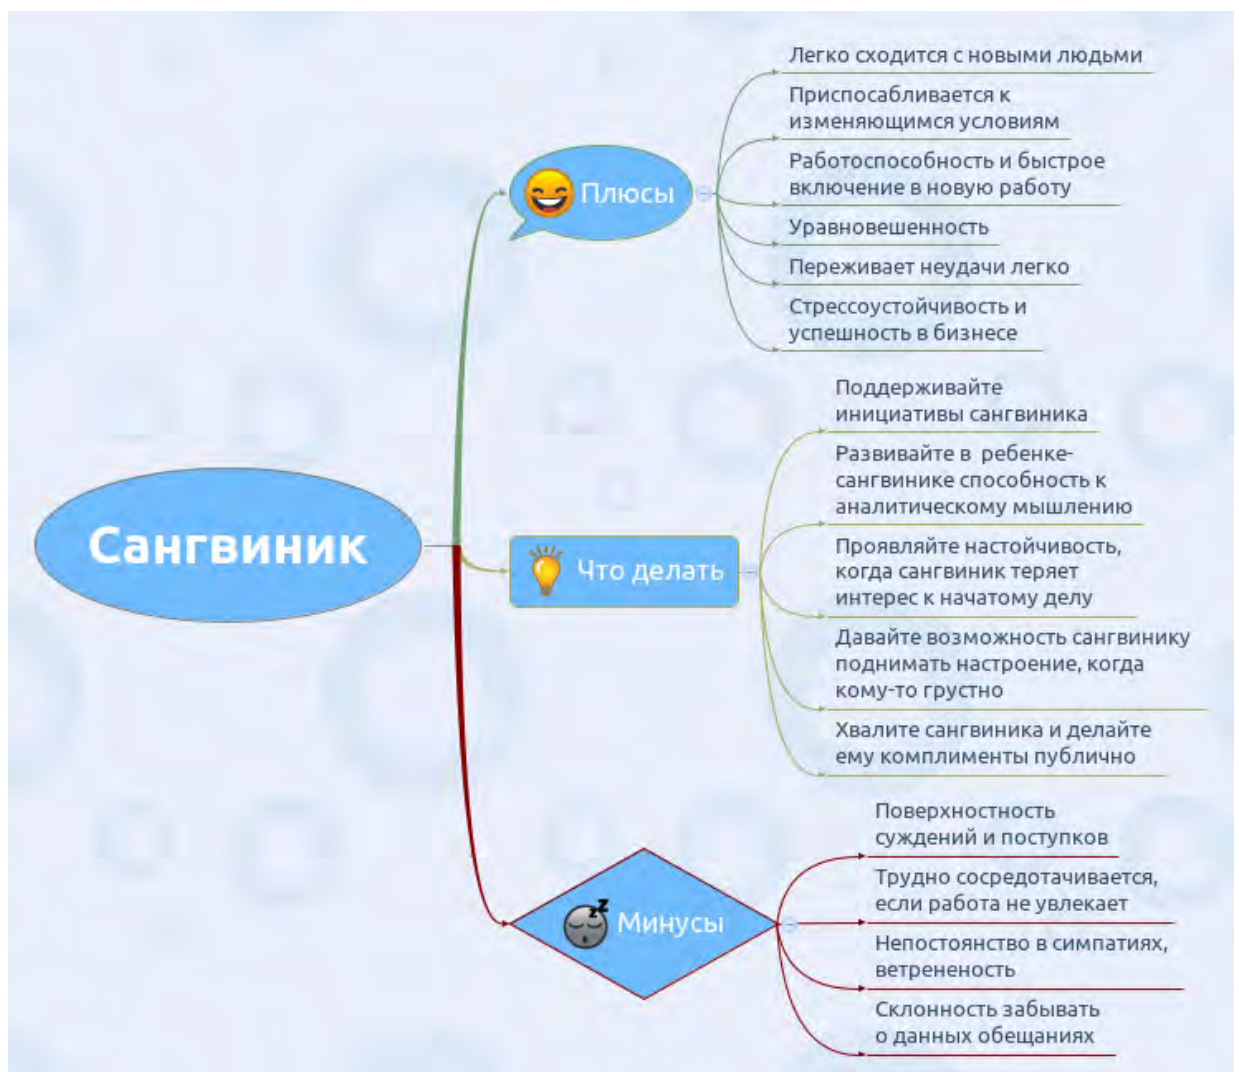 Сангвиник
Плюсы
Легко сходится с новыми людьми
Приспосабливается к
изменяющимся условиям
Работоспособность и быстрое
включение в новую работу
Уравновешенность
Переживает неудачи легко
Стрессоустойчивость и
успешность в бизнесе
Что делать
Поддерживайте
инициативы сангвиника
Развивайте в  ребенке-
сангвинике способность к
аналитическому мышлению
Проявляйте настойчивость,
когда сангвиник теряет
интерес к начатому делу
Давайте возможность сангвинику
поднимать настроение, когда
кому-то грустно
Хвалите сангвиника и делайте
ему комплименты публично
Минусы
Поверхностность
суждений и поступков
Трудно сосредотачивается,
если работа не увлекает
Непостоянство в симпатиях,
ветрененость
Склонность забывать
о данных обещаниях